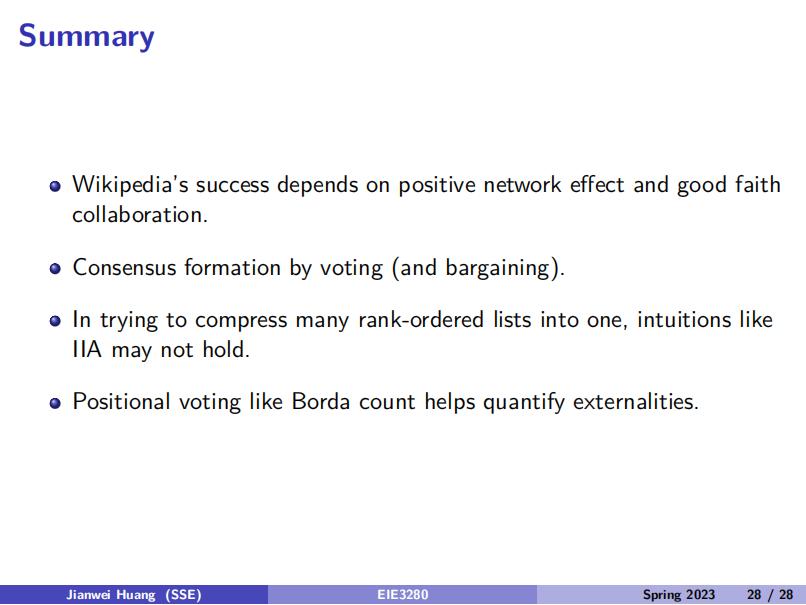 Summary
Wikipedia's success depends on positive network effect and good faith
collaboration.
Consensus formation by voting (and bargaining).
In trying to compress many rank-ordered lists into one, intuitions like
IIA may not hold.
Positional voting like Borda count helps quantify externalities.
Jianwei Huang (SSE) EIE3280 Spring 2023 28 / 28